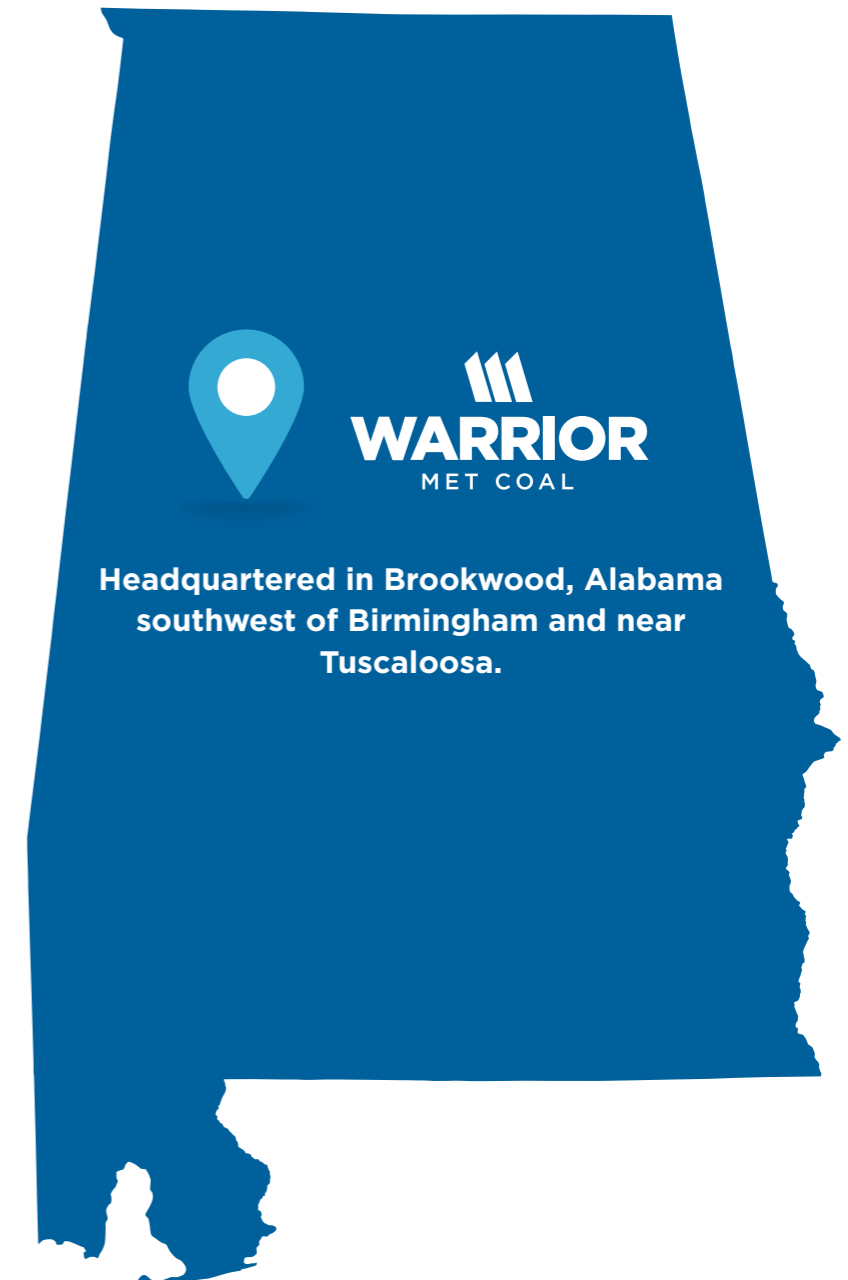 WARRIOR
MET COAL
Headquartered in Brookwood, Alabama
southwest of Birmingham and near
Tuscaloosa.